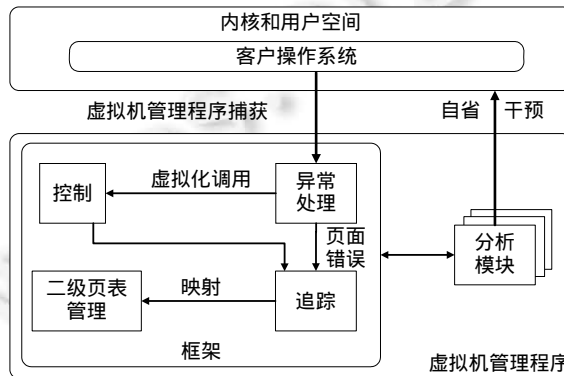 内核和用户空间
客户操作系统
虚拟机管理程序捕获
自省
干预
控制
虚拟化调用
异常
处理
页面
错误
分析
模块
二级页表
管理
映射
追踪
框架
虚拟机管理程序